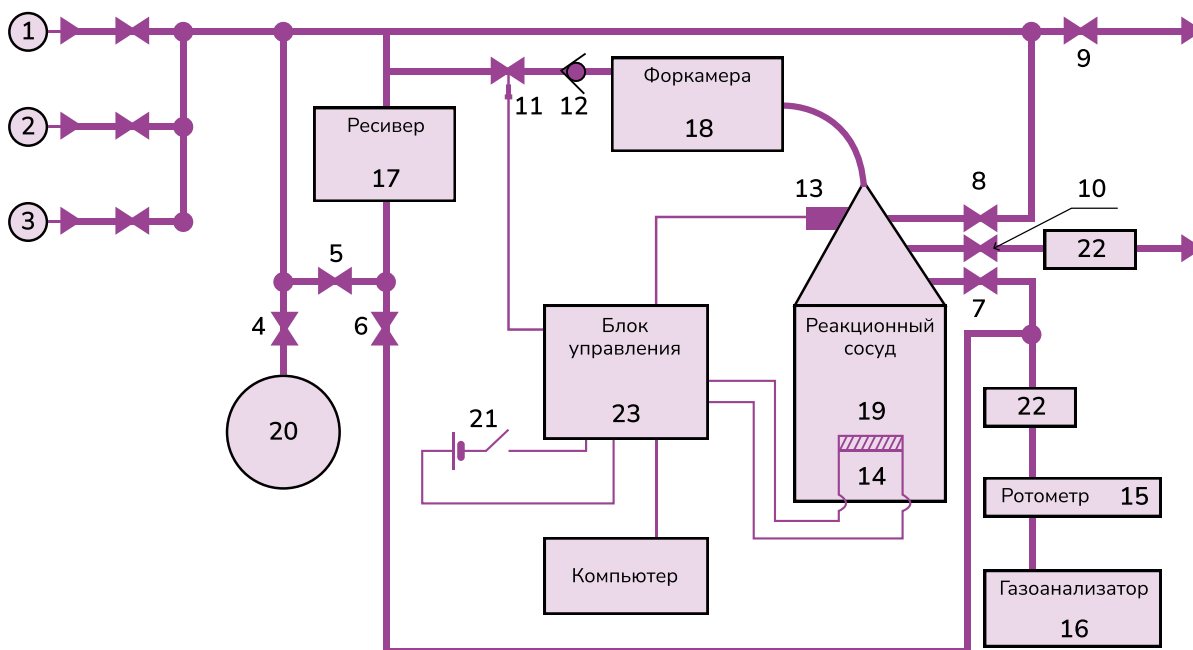 1
9
Форкамера
18
11
12
Ресивер
17
2
13
8
10
3
5
22
4
6
7
Блок
управления
23
Реакционный
сосуд
19
14
20
21
22
Ротометр 15
Компьютер
Газоанализатор
16